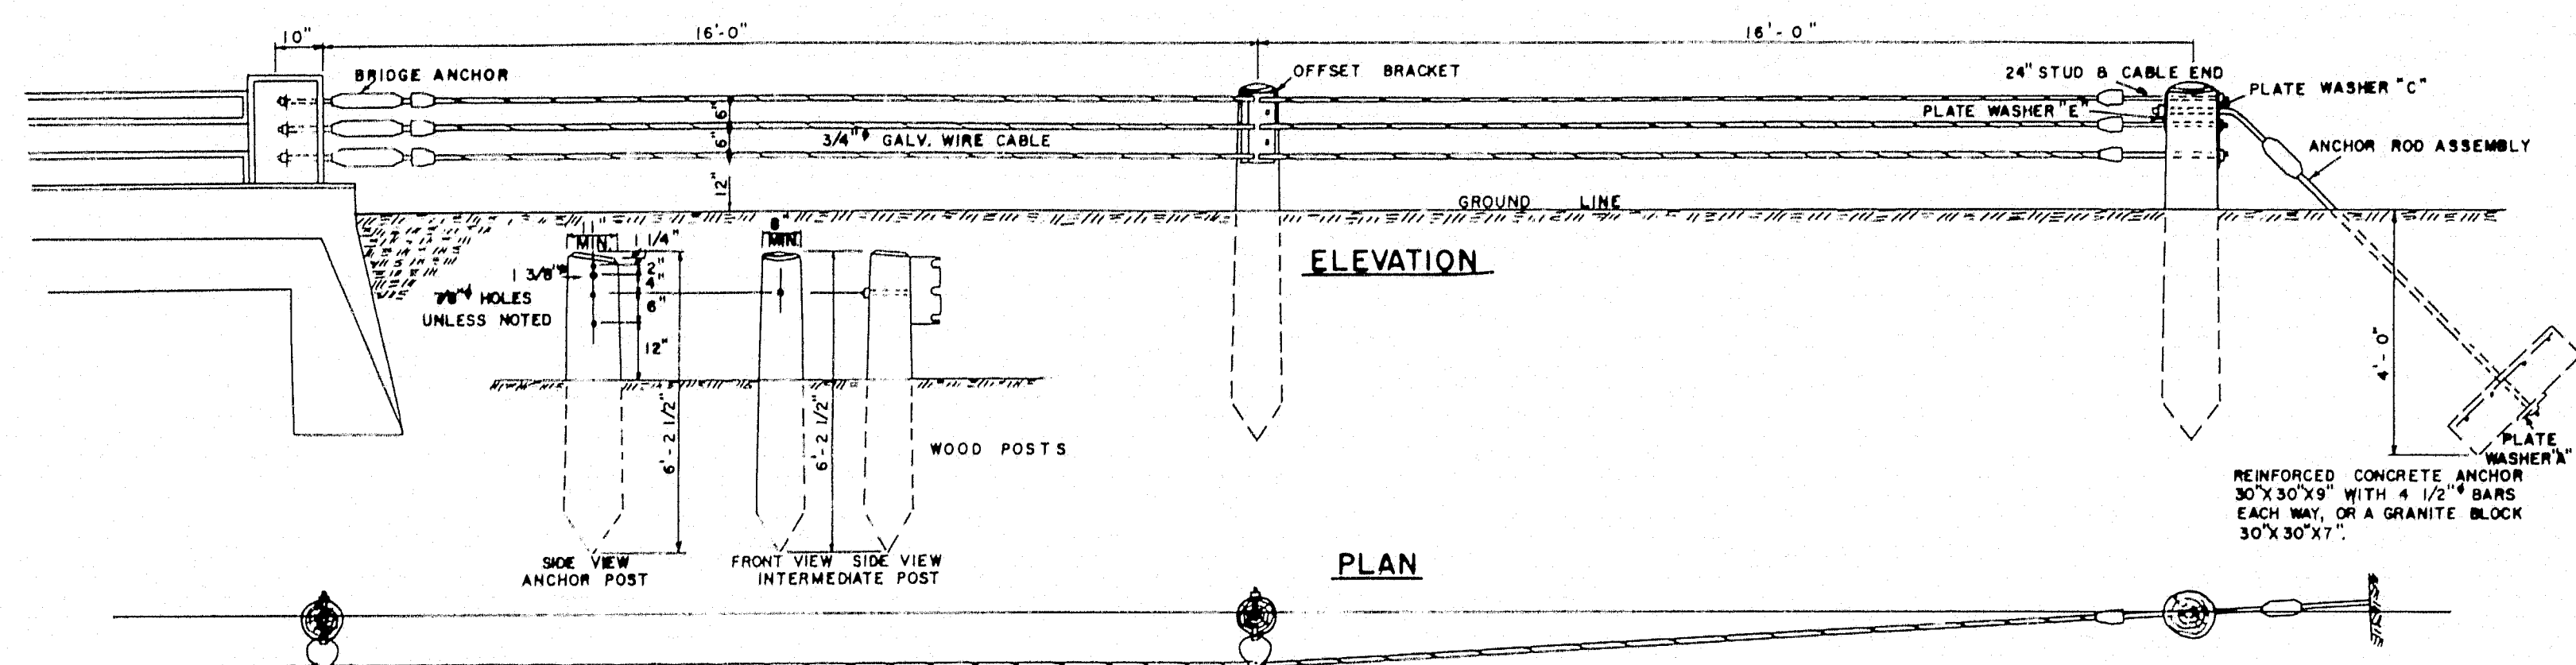 10" 16'-0" 16'-0"
BRIDGE ANCHOR
OFFSET BRACKET
24" STUD & CABLE END
PLATE WASHER "C"
PLATE WASHER "E"
6"
6"
3/4"ϕ GALV. WIRE CABLE
ANCHOR ROD ASSEMBLY
12"
GROUND LINE
11"
MIN.
1 1/4"
8"
MIN.
2"
1 3/8"ϕ
4"
7/8"ϕ HOLES
UNLESS NOTED
6"
12"
6'-2 1/2"
6'-2 1/2"
ELEVATION
4'-0"
WOOD POSTS
PLATE
WASHER "A"
REINFORCED CONCRETE ANCHOR
30"X30"X9" WITH 4 1/2"ϕ BARS
EACH WAY, OR A GRANITE BLOCK
30"X30"X7".
SIDE VIEW
ANCHOR POST
FRONT VIEW SIDE VIEW
INTERMEDIATE POST
PLAN